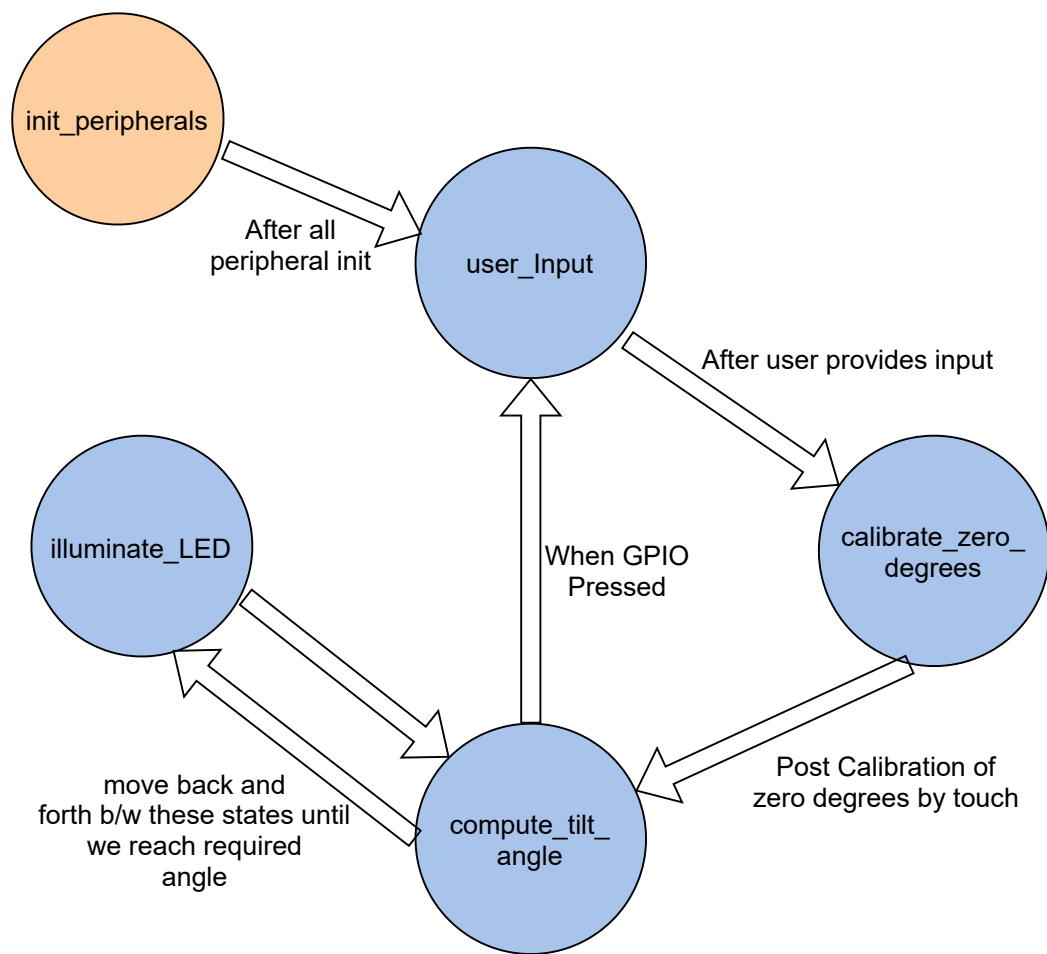 init_peripherals
After all
peripheral init
user_Input
After user provides input
illuminate_LED
When GPIO
Pressed
calibrate_zero_
degrees
move back and
forth b/w these states until
we reach required
angle
compute_tilt_
angle
Post Calibration of
zero degrees by touch